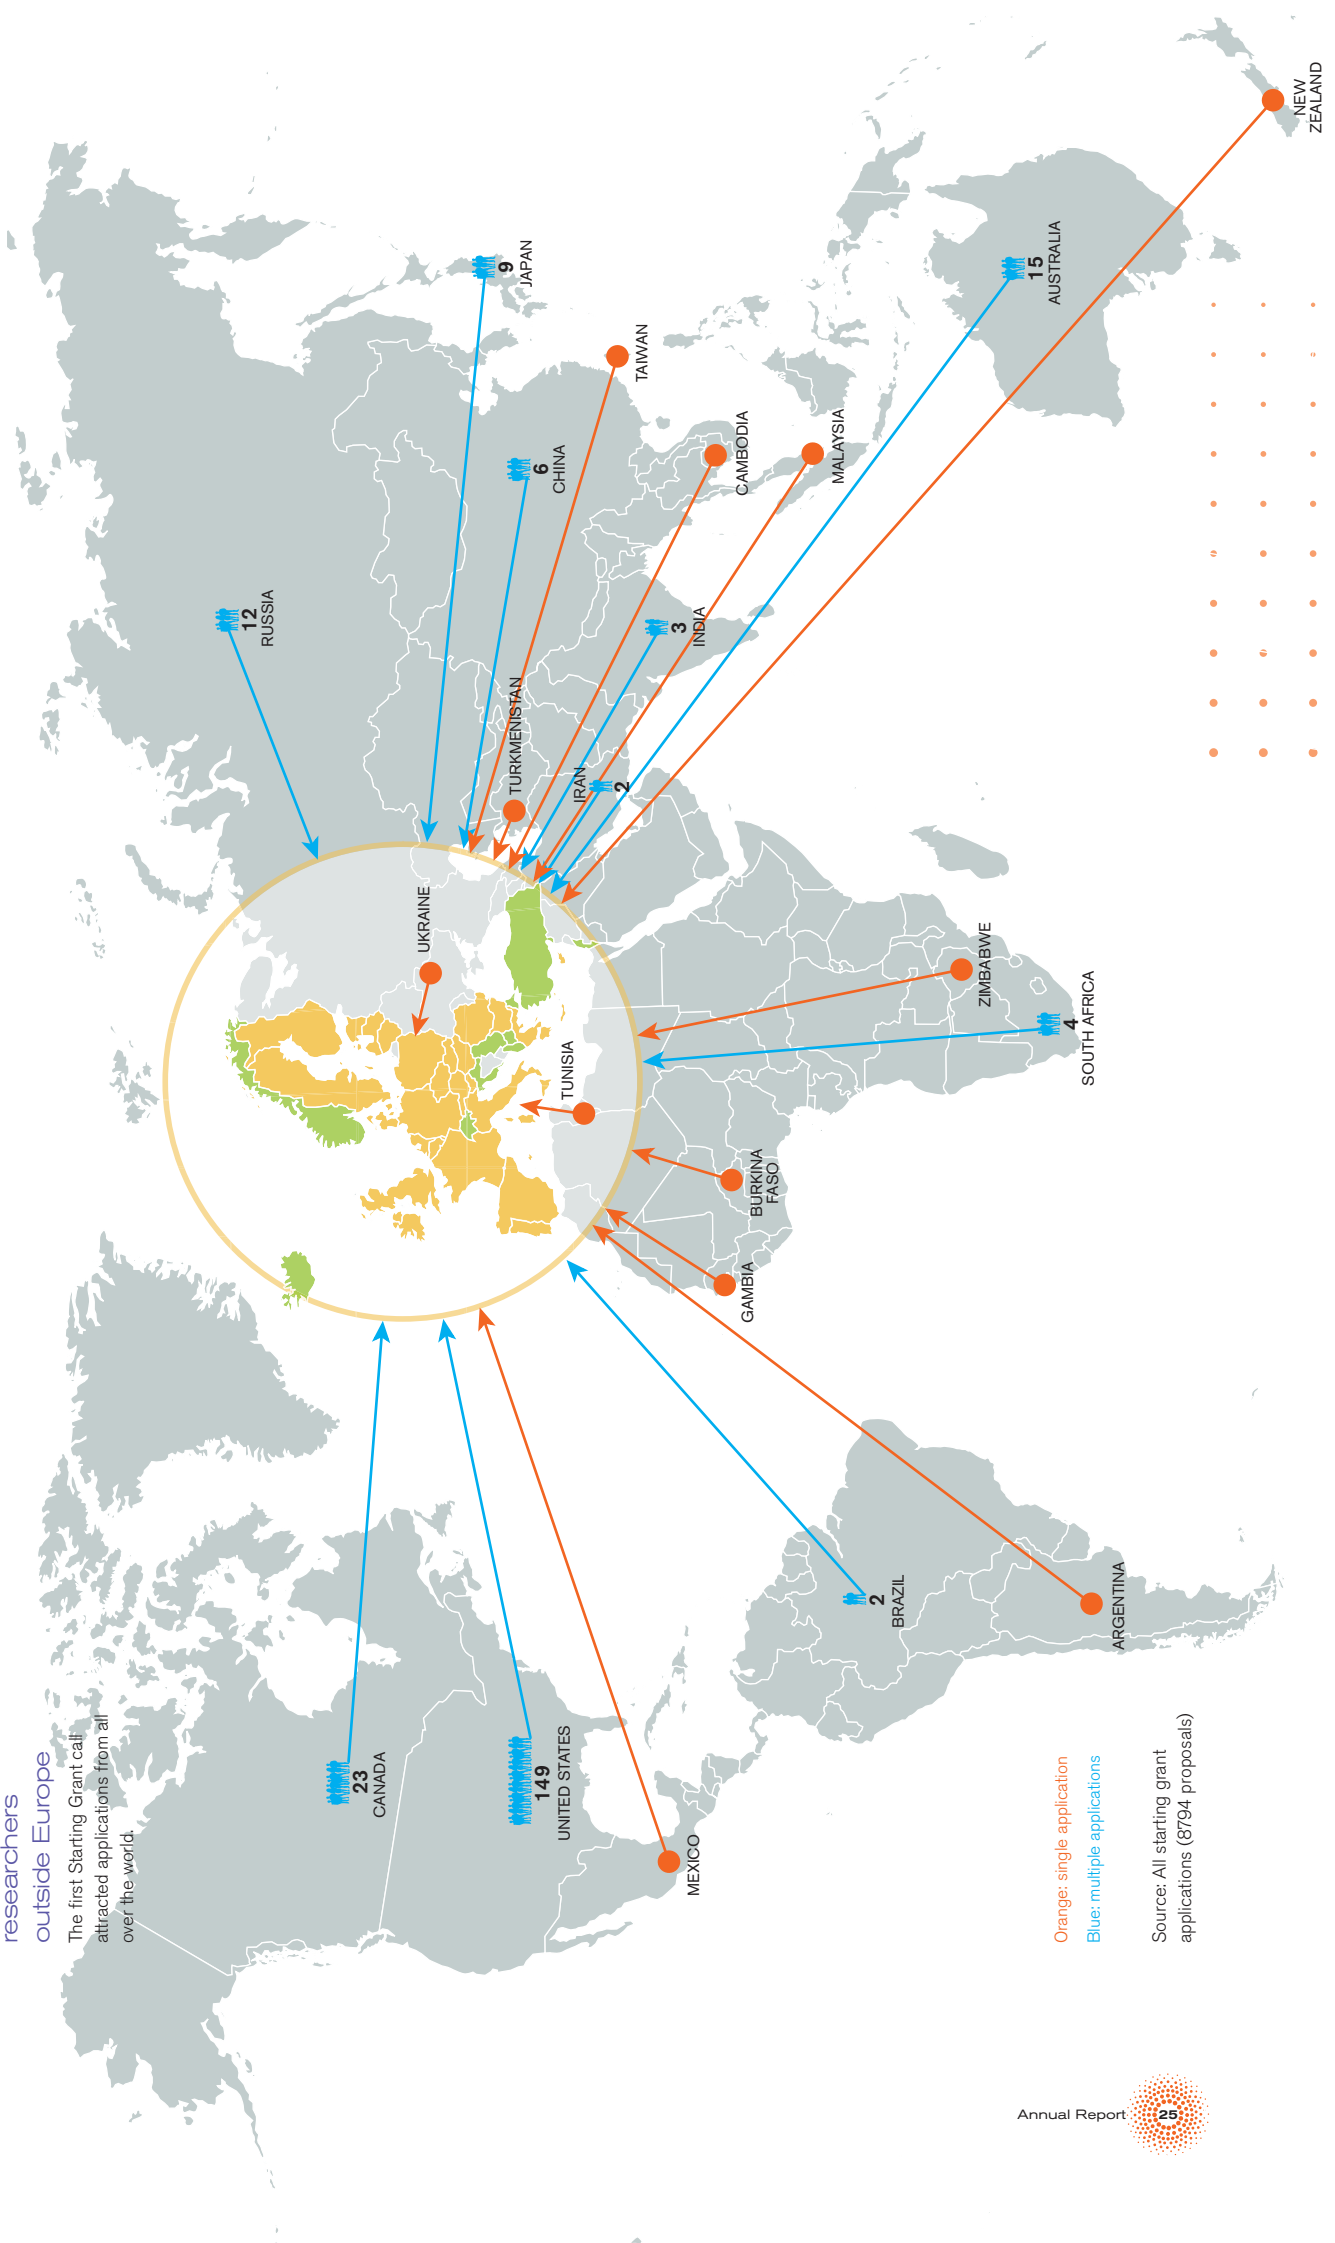 researchers
outside Europe
The first Starting Grant call
attracted applications from all
over the world.
23
CANADA
149
UNITED STATES
MEXICO
2
BRAZIL
ARGENTINA
GAMBIA
BURKINA
FASO
TUNISIA
UKRAINE
4
SOUTH AFRICA
ZIMBABWE
12
RUSSIA
TURKMENISTAN
IRAN
2
3
INDIA
6
CHINA
9
JAPAN
TAIWAN
CAMBODIA
MALAYSIA
15
AUSTRALIA
NEW
ZEALAND
Orange: single application
Blue: multiple applications
Source: All starting grant
applications (8794 proposals)
Annual Report 25